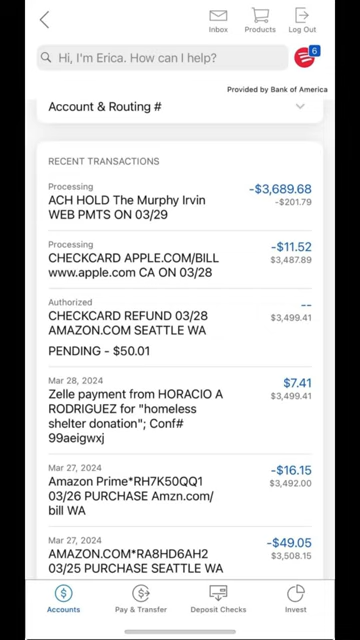 Inbox
Products
Log Out
Hi, I'm Erica. How can I help?
6
Provided by Bank of America
Account & Routing #
RECENT TRANSACTIONS
Processing
ACH HOLD The Murphy Irvin
WEB PMTS ON 03/29
-$3,689.68
-$201.79
Processing
CHECKCARD APPLE.COM/BILL
www.apple.com CA ON 03/28
-$11.52
$3,487.89
Authorized
CHECKCARD REFUND 03/28
AMAZON.COM SEATTLE WA
PENDING - $50.01
--
$3,499.41
Mar 28, 2024
Zelle payment from HORACIO A
RODRIGUEZ for "homeless
shelter donation"; Conf#
99aeigwxj
$7.41
$3,499.41
Mar 27, 2024
Amazon Prime*RH7K50QQ1
03/26 PURCHASE Amzn.com/
bill WA
-$16.15
$3,492.00
Mar 27, 2024
AMAZON.COM*RA8HD6AH2
03/25 PURCHASE SEATTLE WA
-$49.05
$3,508.15
Accounts
Pay & Transfer
Deposit Checks
Invest